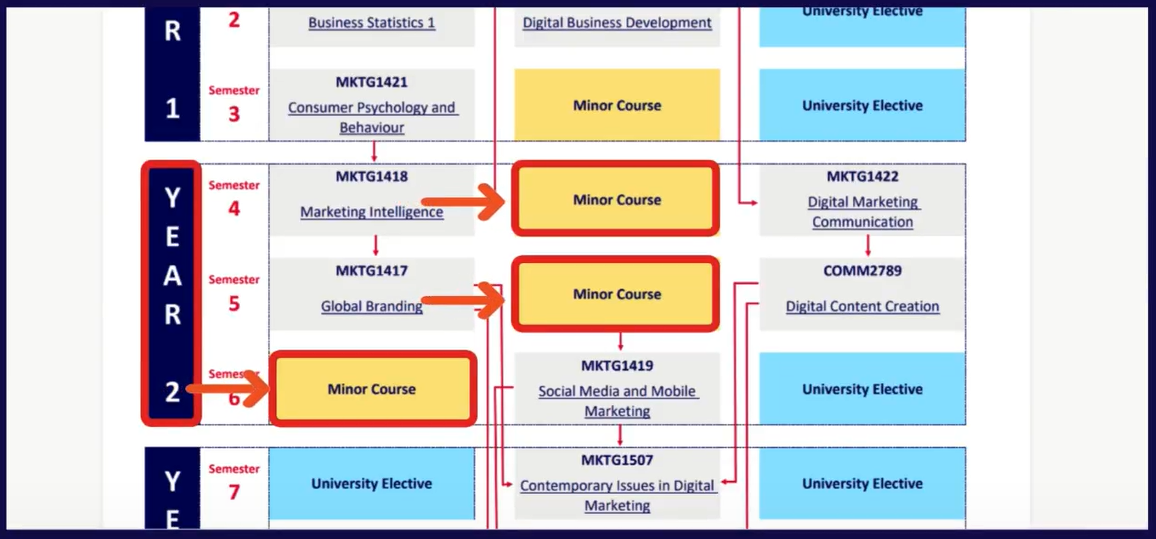 R
1
2
Business Statistics 1
Digital Business Development
University Elective
Semester
3
MKTG1421
Consumer Psychology and
Behaviour
Minor Course
University Elective
Y
E
A
R
2
Semester
4
MKTG1418
Marketing Intelligence
Minor Course
MKTG1422
Digital Marketing
Communication
Semester
5
MKTG1417
Global Branding
Minor Course
COMM2789
Digital Content Creation
Semester
6
Minor Course
MKTG1419
Social Media and Mobile
Marketing
University Elective
Y
E
Semester
7
University Elective
MKTG1507
Contemporary Issues in Digital
Marketing
University Elective